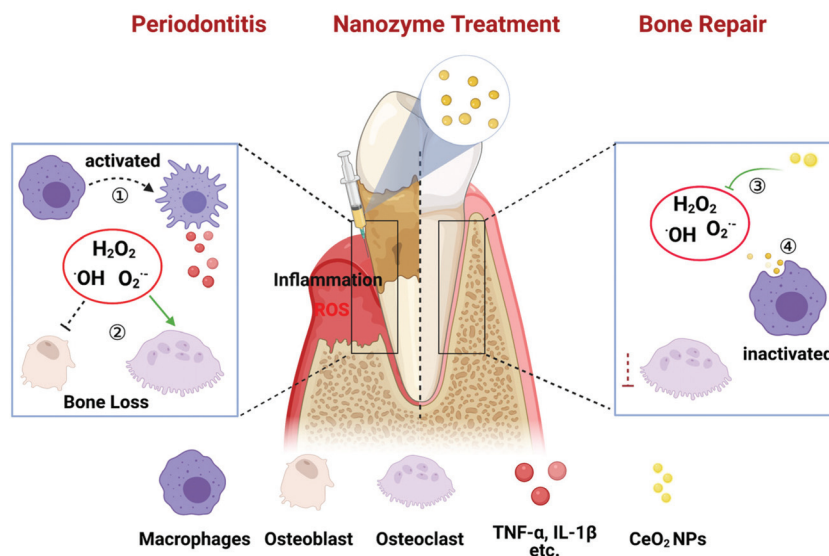 Periodontitis
Nanozyme Treatment
Bone Repair
activated
①
H₂O₂
·OH O₂·⁻
②
Bone Loss
Inflammation
ROS
③
H₂O₂
·OH O₂·⁻
④
inactivated
Macrophages
Osteoblast
Osteoclast
TNF-α, IL-1β
etc.
CeO₂ NPs